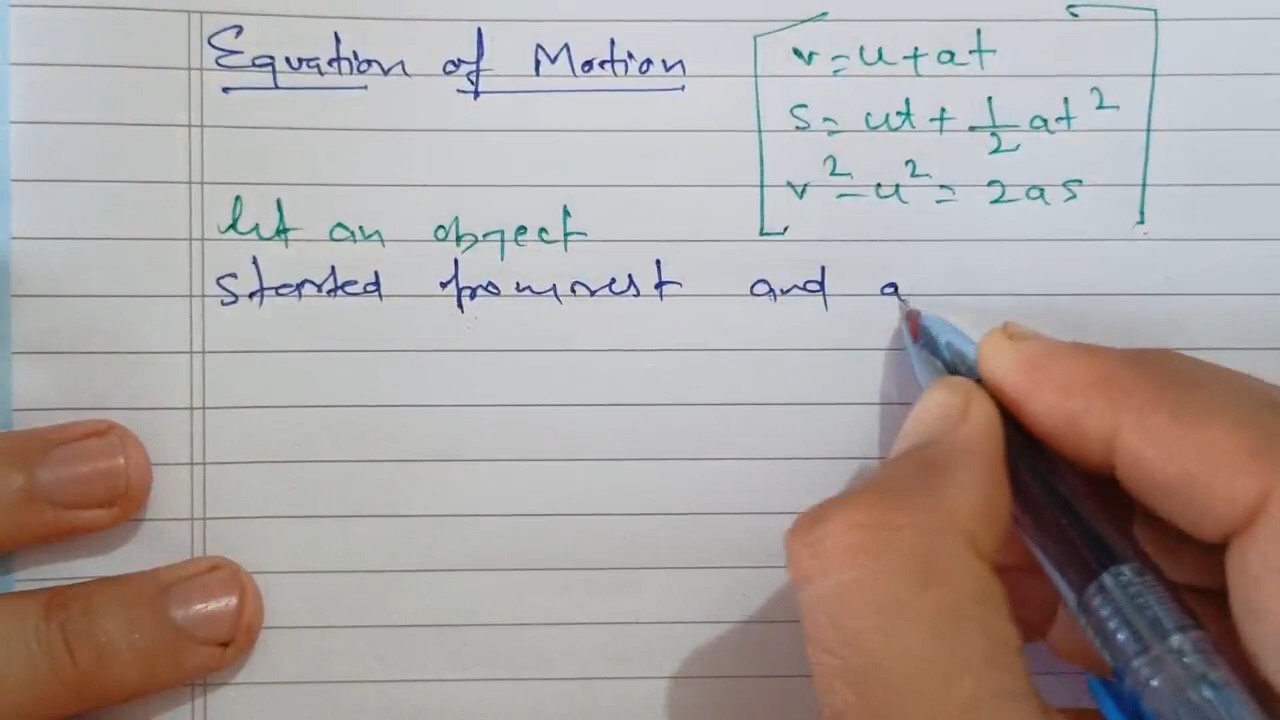 Equation of Motion
v = u + at
s = ut + 1/2 at²
v² - u² = 2as
let an object
started from rest and a